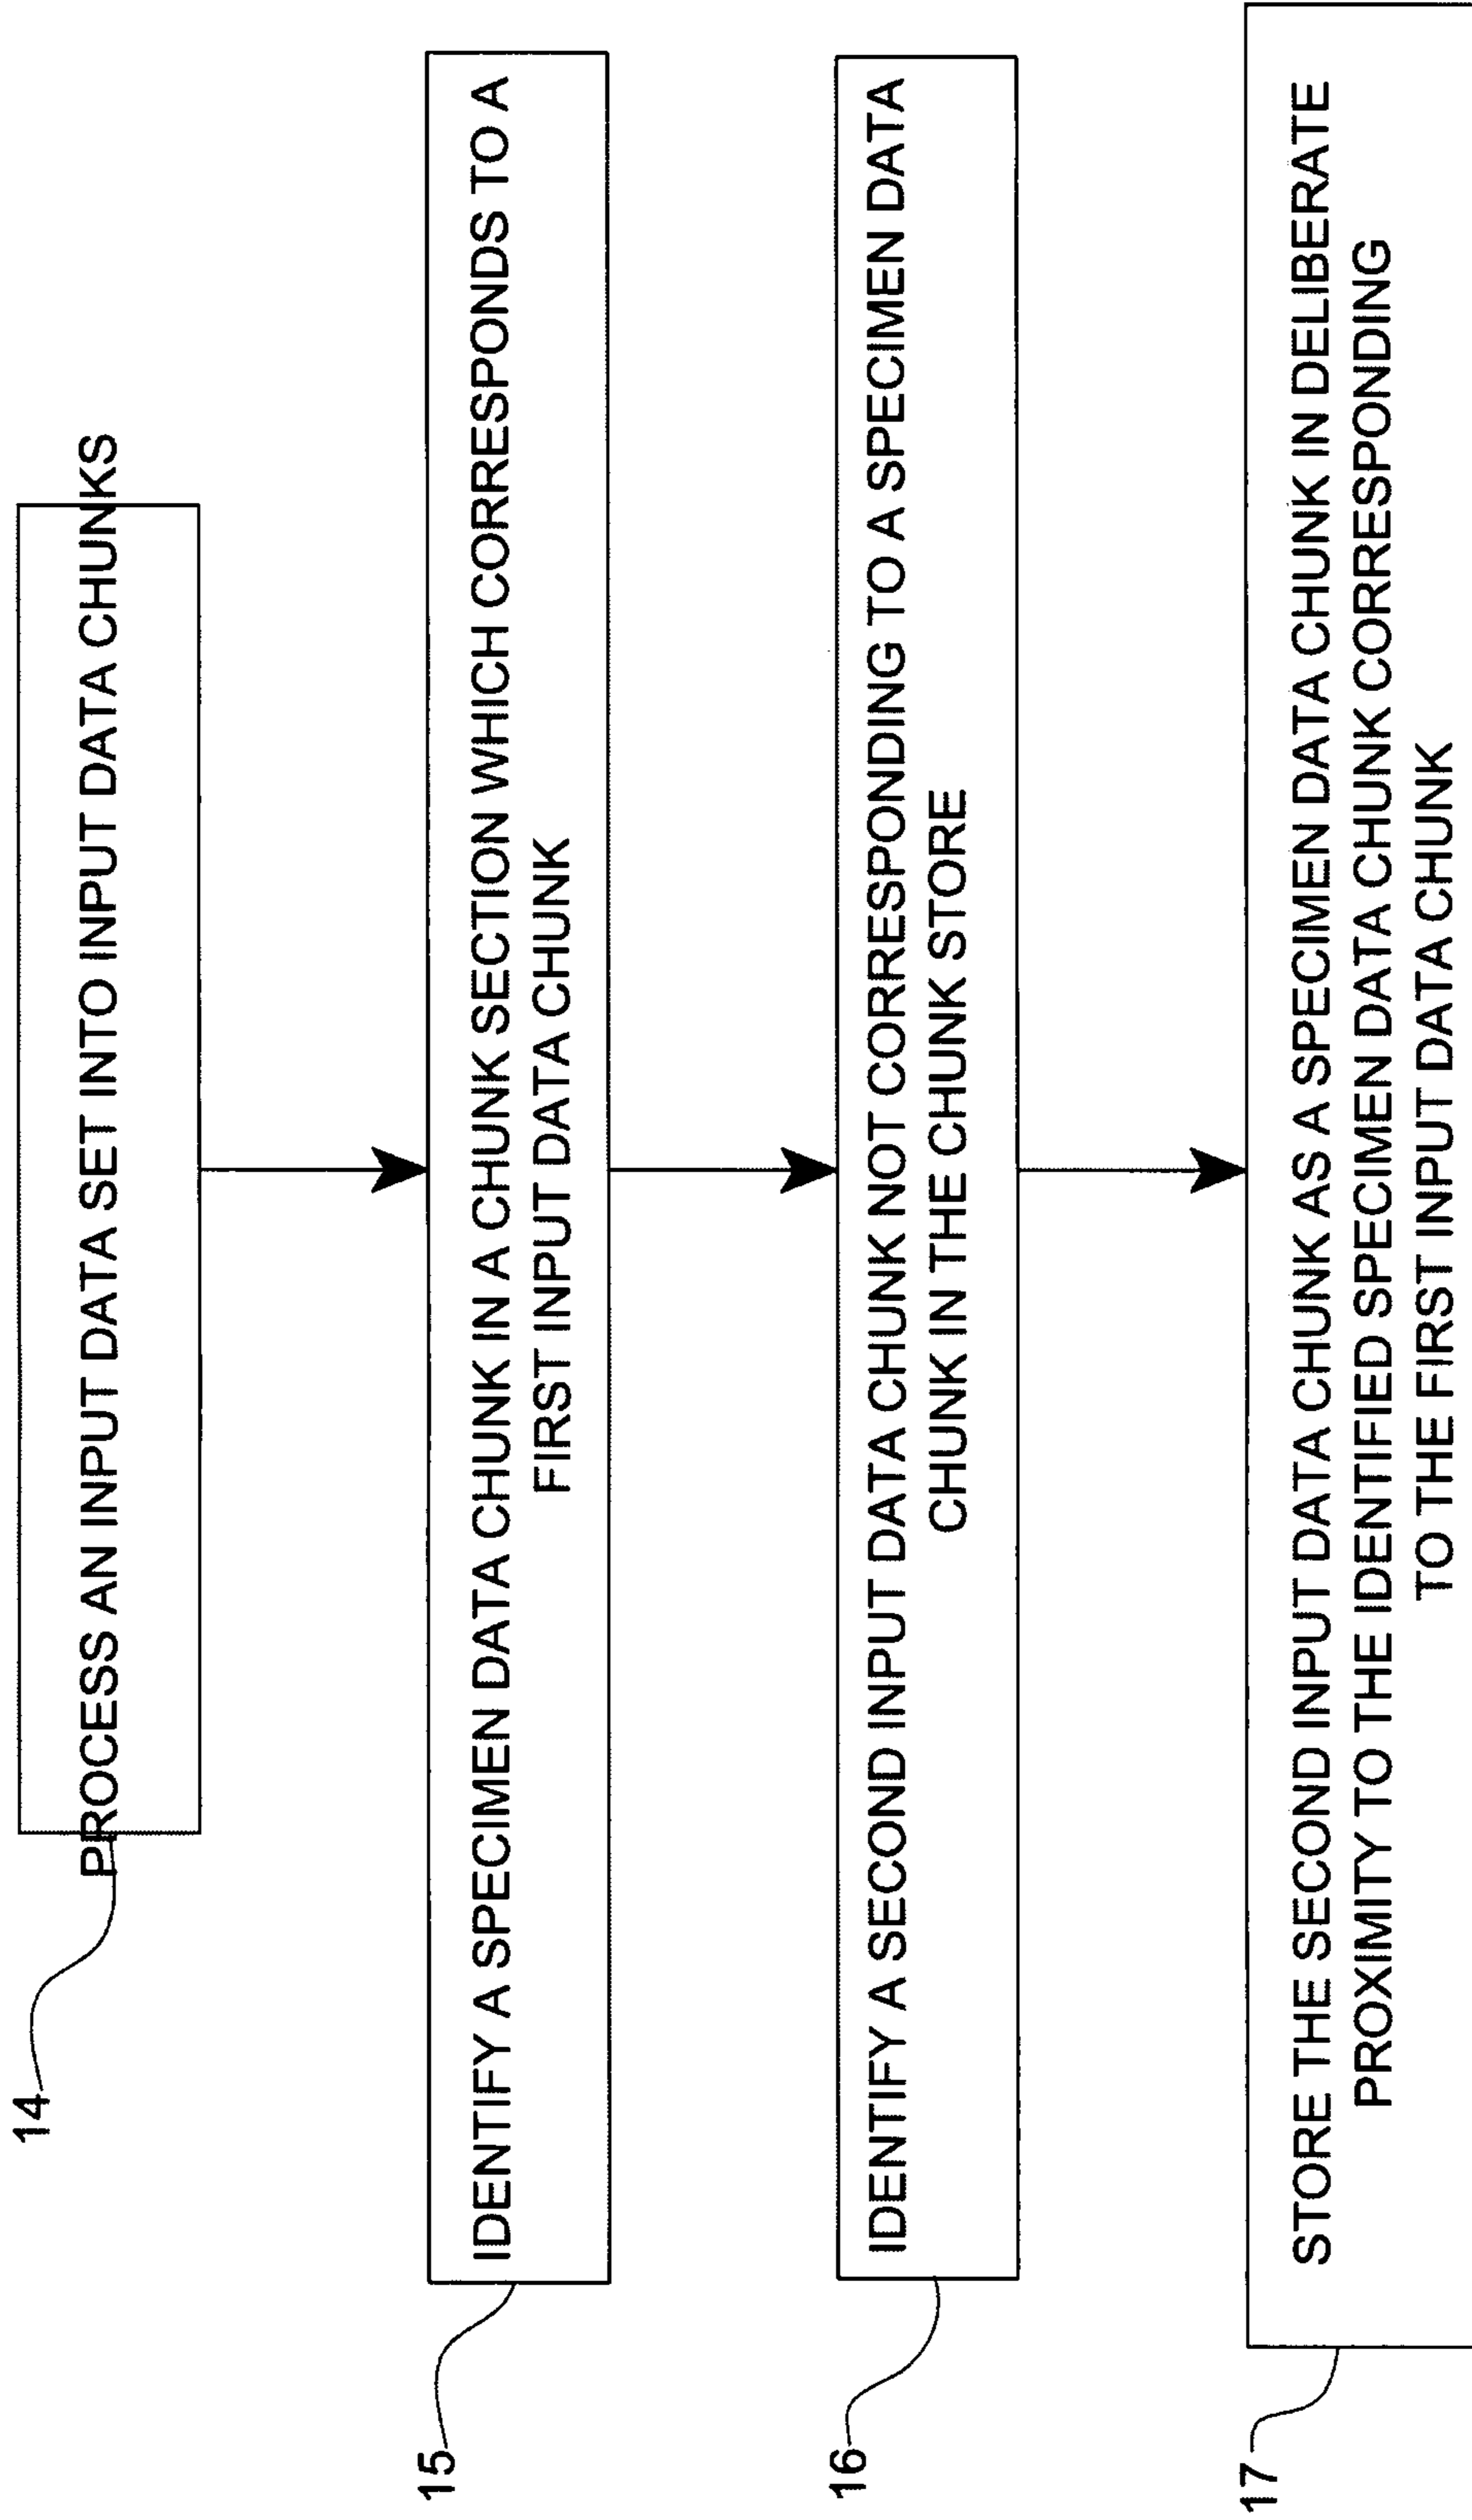 14
PROCESS AN INPUT DATA SET INTO INPUT DATA CHUNKS
15
IDENTIFY A SPECIMEN DATA CHUNK IN A CHUNK SECTION WHICH CORRESPONDS TO A
FIRST INPUT DATA CHUNK
16
IDENTIFY A SECOND INPUT DATA CHUNK NOT CORRESPONDING TO A SPECIMEN DATA
CHUNK IN THE CHUNK STORE
17
STORE THE SECOND INPUT DATA CHUNK AS A SPECIMEN DATA CHUNK IN DELIBERATE
PROXIMITY TO THE IDENTIFIED SPECIMEN DATA CHUNK CORRESPONDING
TO THE FIRST INPUT DATA CHUNK